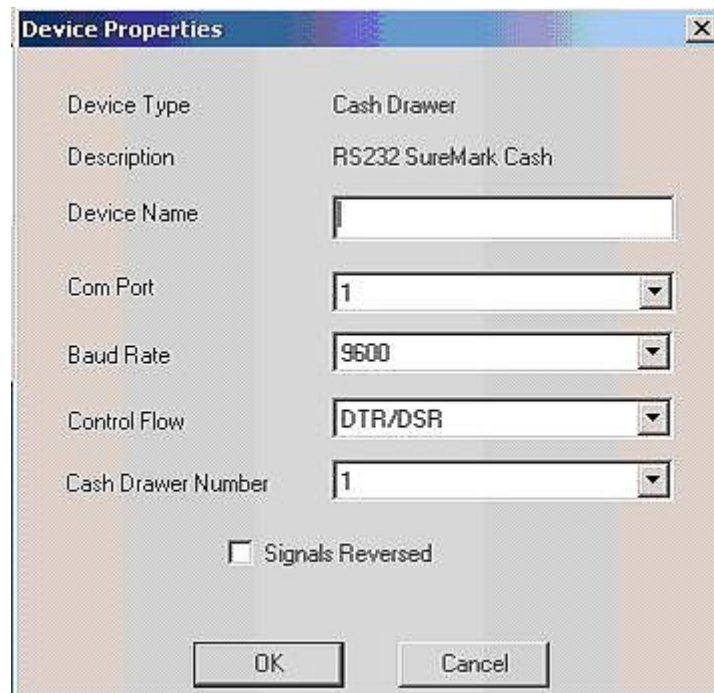 Device Properties
Device Type Cash Drawer
Description RS232 SureMark Cash
Device Name
Com Port 1
Baud Rate 9600
Control Flow DTR/DSR
Cash Drawer Number 1
Signals Reversed
OK Cancel